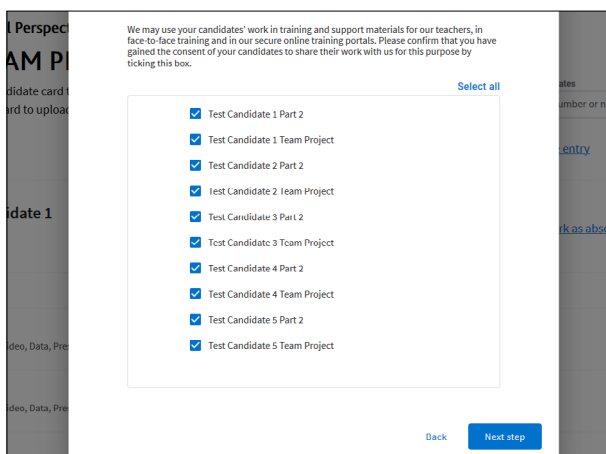 l Perspec
AM P
didate card
ard to uploa
idate 1
ideo, Data, Pre
ideo, Data, Pre
We may use your candidates’ work in training and support materials for our teachers, in
face-to-face training and in our secure online training portals. Please confirm that you have
gained the consent of your candidates to share their work with us for this purpose by
ticking this box.
Select all
Test Candidate 1 Part 2
Test Candidate 1 Team Project
Test Candidate 2 Part 2
Test Candidate 2 Team Project
Test Candidate 3 Part 2
Test Candidate 3 Team Project
Test Candidate 4 Part 2
Test Candidate 4 Team Project
Test Candidate 5 Part 2
Test Candidate 5 Team Project
Back
Next step
ates
umber or n
entry
rk as abs